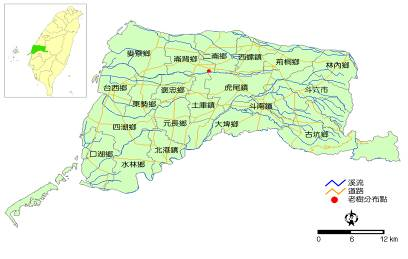 麥寮鄉
崙背鄉
二崙鄉
西螺鎮
莿桐鄉
林內鄉
台西鄉
褒忠鄉
虎尾鎮
斗六市
東勢鄉
土庫鎮
斗南鎮
四湖鄉
元長鄉
大埤鄉
古坑鄉
口湖鄉
水林鄉
北港鎮
溪流
道路
老樹分布點
0 6 12 km